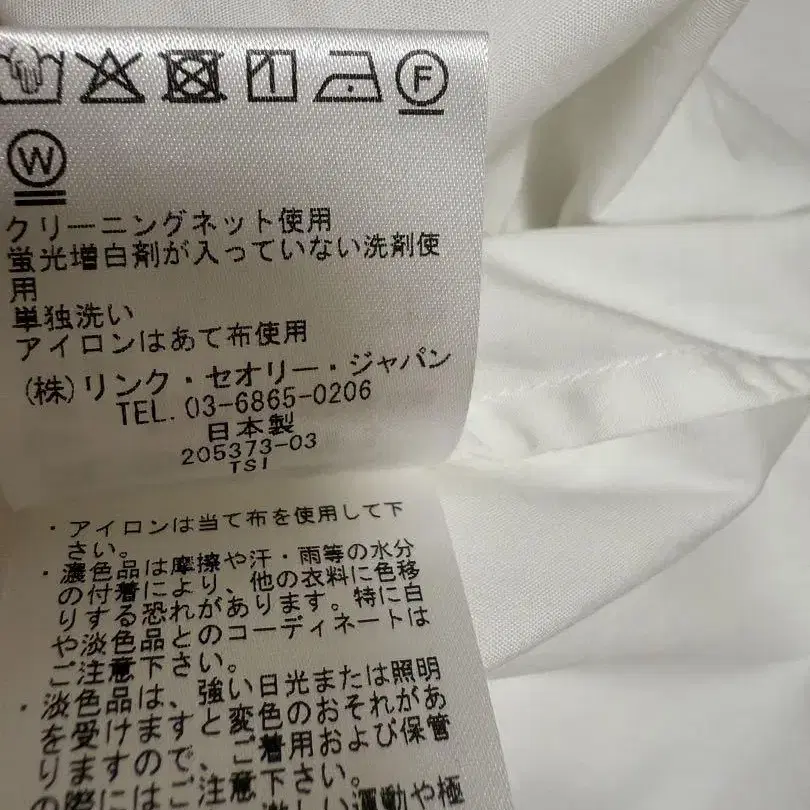 F
W
クリーニングネット使用
蛍光増白剤が入っていない洗剤使
用
単独洗い
アイロンはあて布使用
(株)リンク・セオリー・ジャパン
TEL. 03-6865-0206
日本製
205373-03
TSI
・アイロンは当て布を使用して下
さい。
・濃色品は摩擦や汗・雨等の水分
の付着により、他の衣料に色移
りする恐れがあります。特に白
や淡色品とのコーディネートは
ご注意下さい。
・淡色品は、強い日光または照明
を受けますと変色のおそれがあ
りますので、ご着用および保管
の際にはご注意下さい。
激しい運動や極